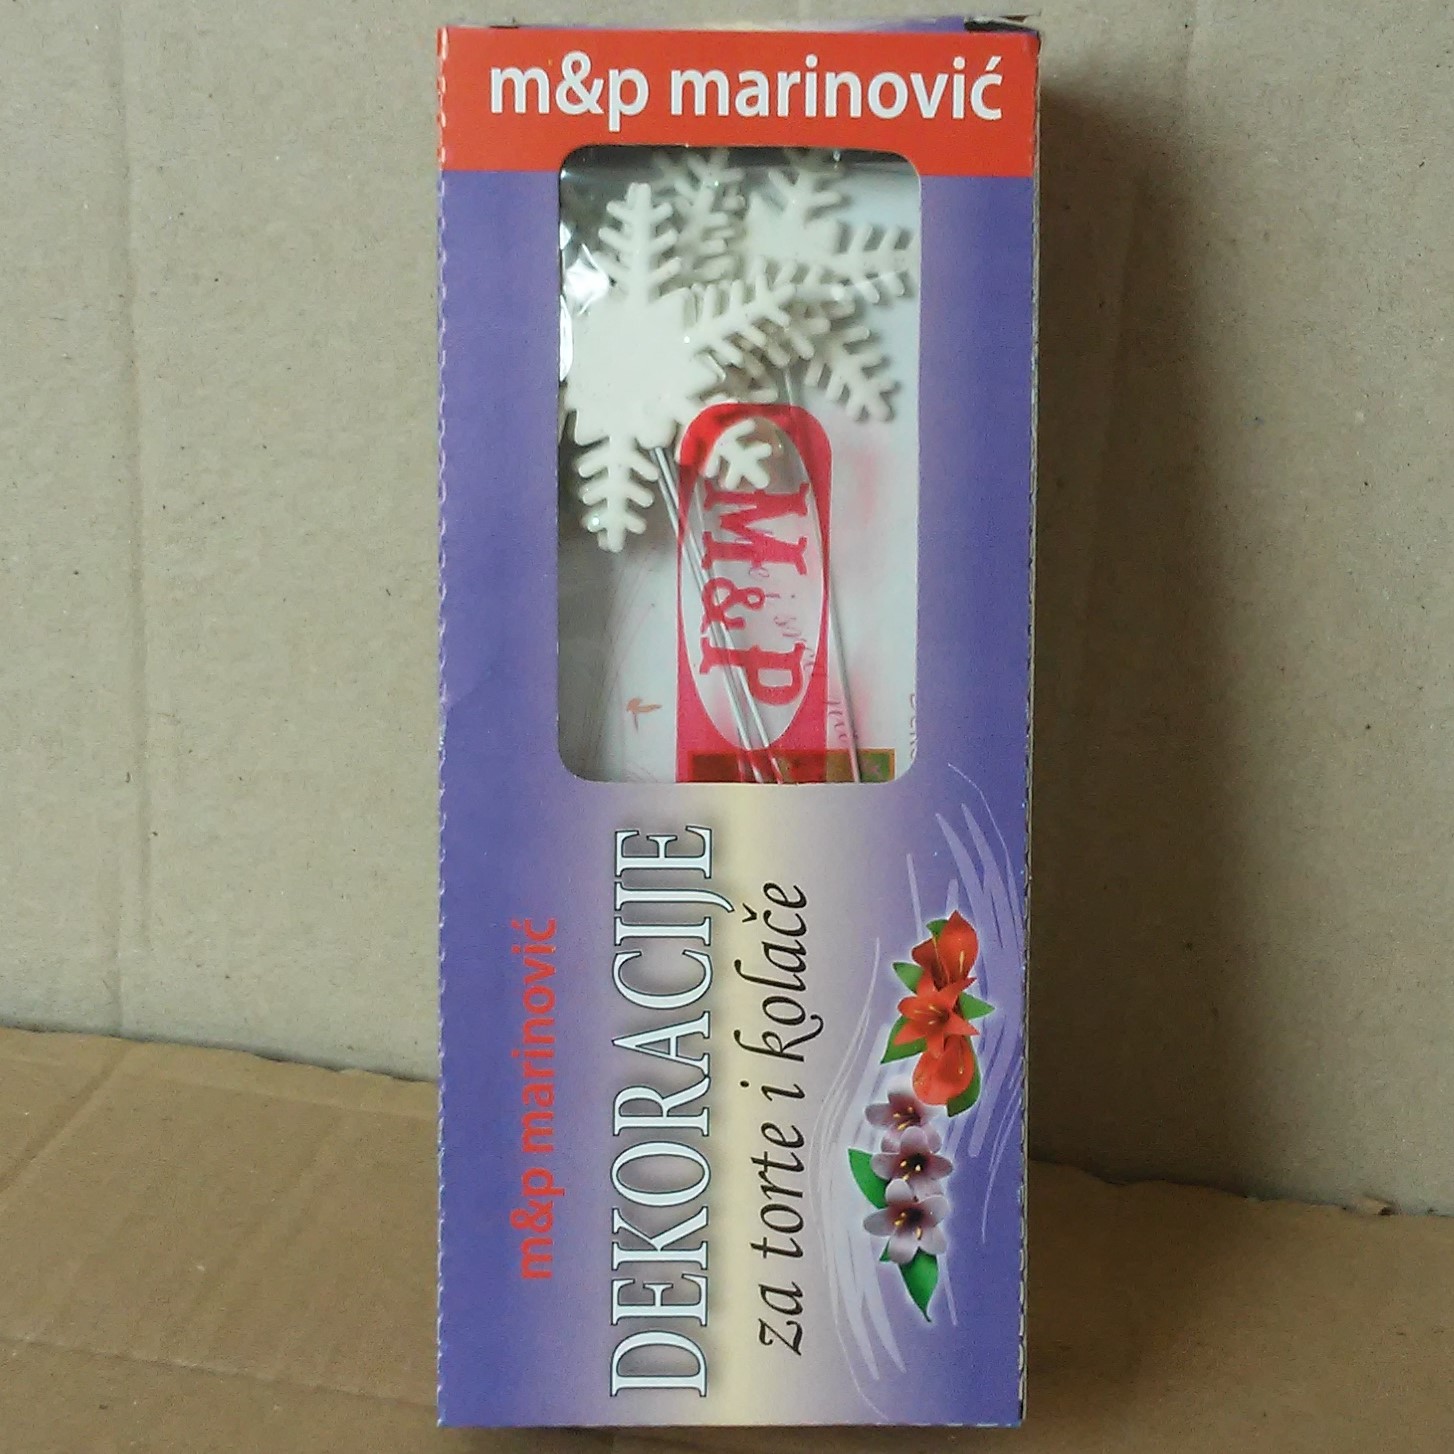 m&p marinović
M&P
m&p marinović
DEKORACIJE
za torte i kolače